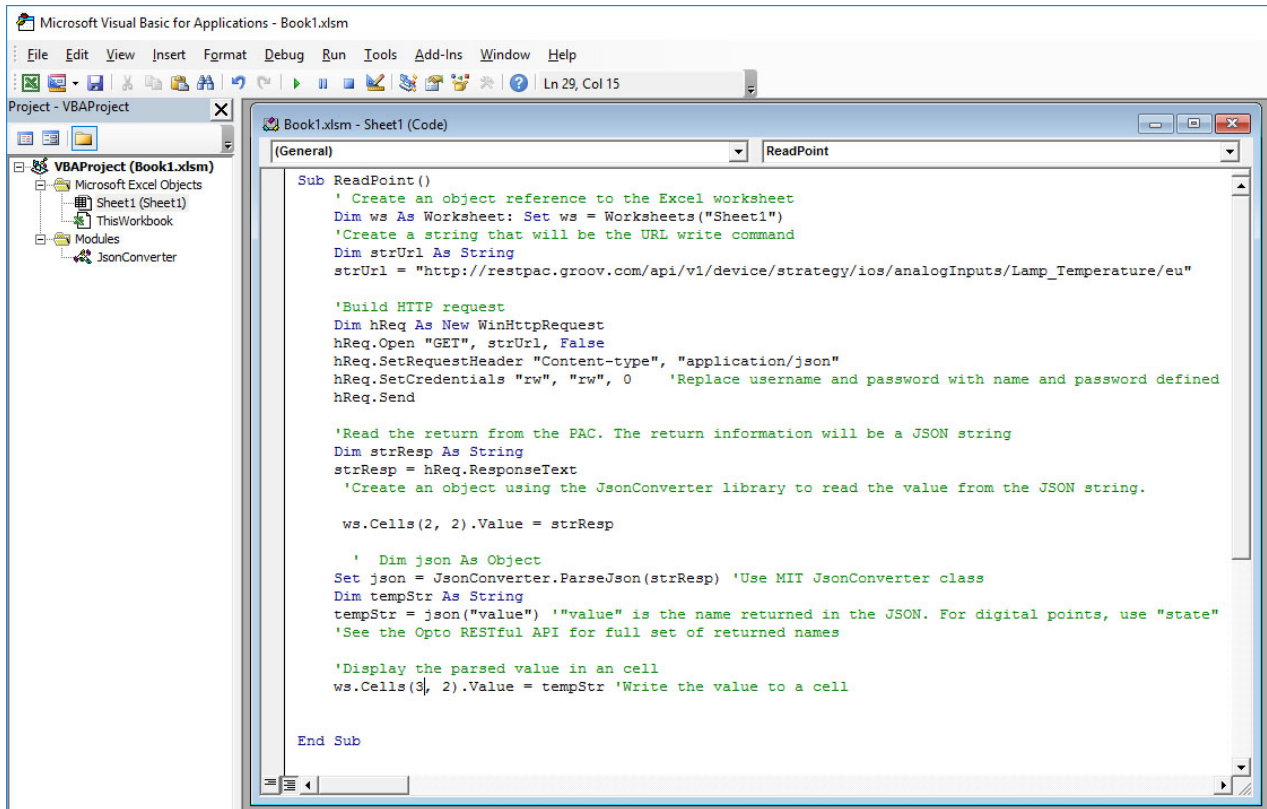 Microsoft Visual Basic for Applications - Book1.xlsm
File Edit View Insert Format Debug Run Tools Add-Ins Window Help
Ln 29, Col 15
Project - VBAProject
VBAProject (Book1.xlsm)
Microsoft Excel Objects
Sheet1 (Sheet1)
ThisWorkbook
Modules
JsonConverter
Book1.xlsm - Sheet1 (Code)
(General) ReadPoint
Sub ReadPoint()
' Create an object reference to the Excel worksheet
Dim ws As Worksheet: Set ws = Worksheets("Sheet1")
'Create a string that will be the URL write command
Dim strUrl As String
strUrl = "http://restpac.groov.com/api/v1/device/strategy/ios/analogInputs/Lamp_Temperature/eu"
'Build HTTP request
Dim hReq As New WinHttpRequest
hReq.Open "GET", strUrl, False
hReq.SetRequestHeader "Content-type", "application/json"
hReq.SetCredentials "rw", "rw", 0 'Replace username and password with name and password defined
hReq.Send
'Read the return from the PAC. The return information will be a JSON string
Dim strResp As String
strResp = hReq.ResponseText
'Create an object using the JsonConverter library to read the value from the JSON string.
ws.Cells(2, 2).Value = strResp
' Dim json As Object
Set json = JsonConverter.ParseJson(strResp) 'Use MIT JsonConverter class
Dim tempStr As String
tempStr = json("value") '"value" is the name returned in the JSON. For digital points, use "state"
'See the Opto RESTful API for full set of returned names
'Display the parsed value in an cell
ws.Cells(3, 2).Value = tempStr 'Write the value to a cell
End Sub